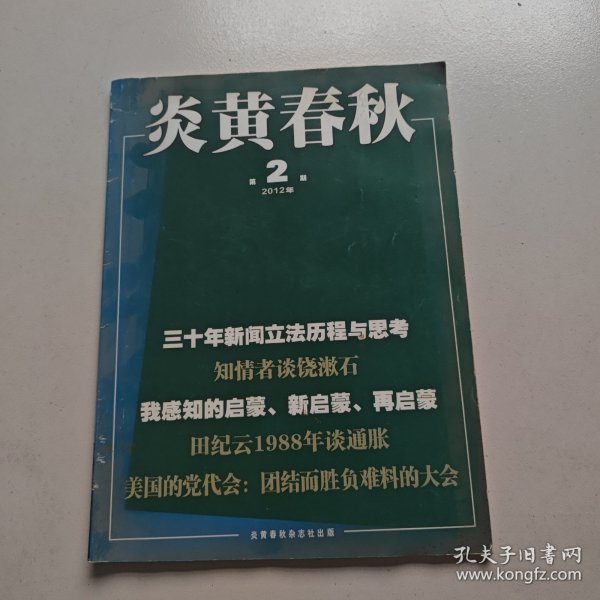 炎黄春秋
第2期
2012年
三十年新闻立法历程与思考
知情者谈饶漱石
我感知的启蒙、新启蒙、再启蒙
田纪云1988年谈通胀
美国的党代会：团结而胜负难料的大会
炎黄春秋杂志社出版
孔夫子旧书网
www.kongfz.com